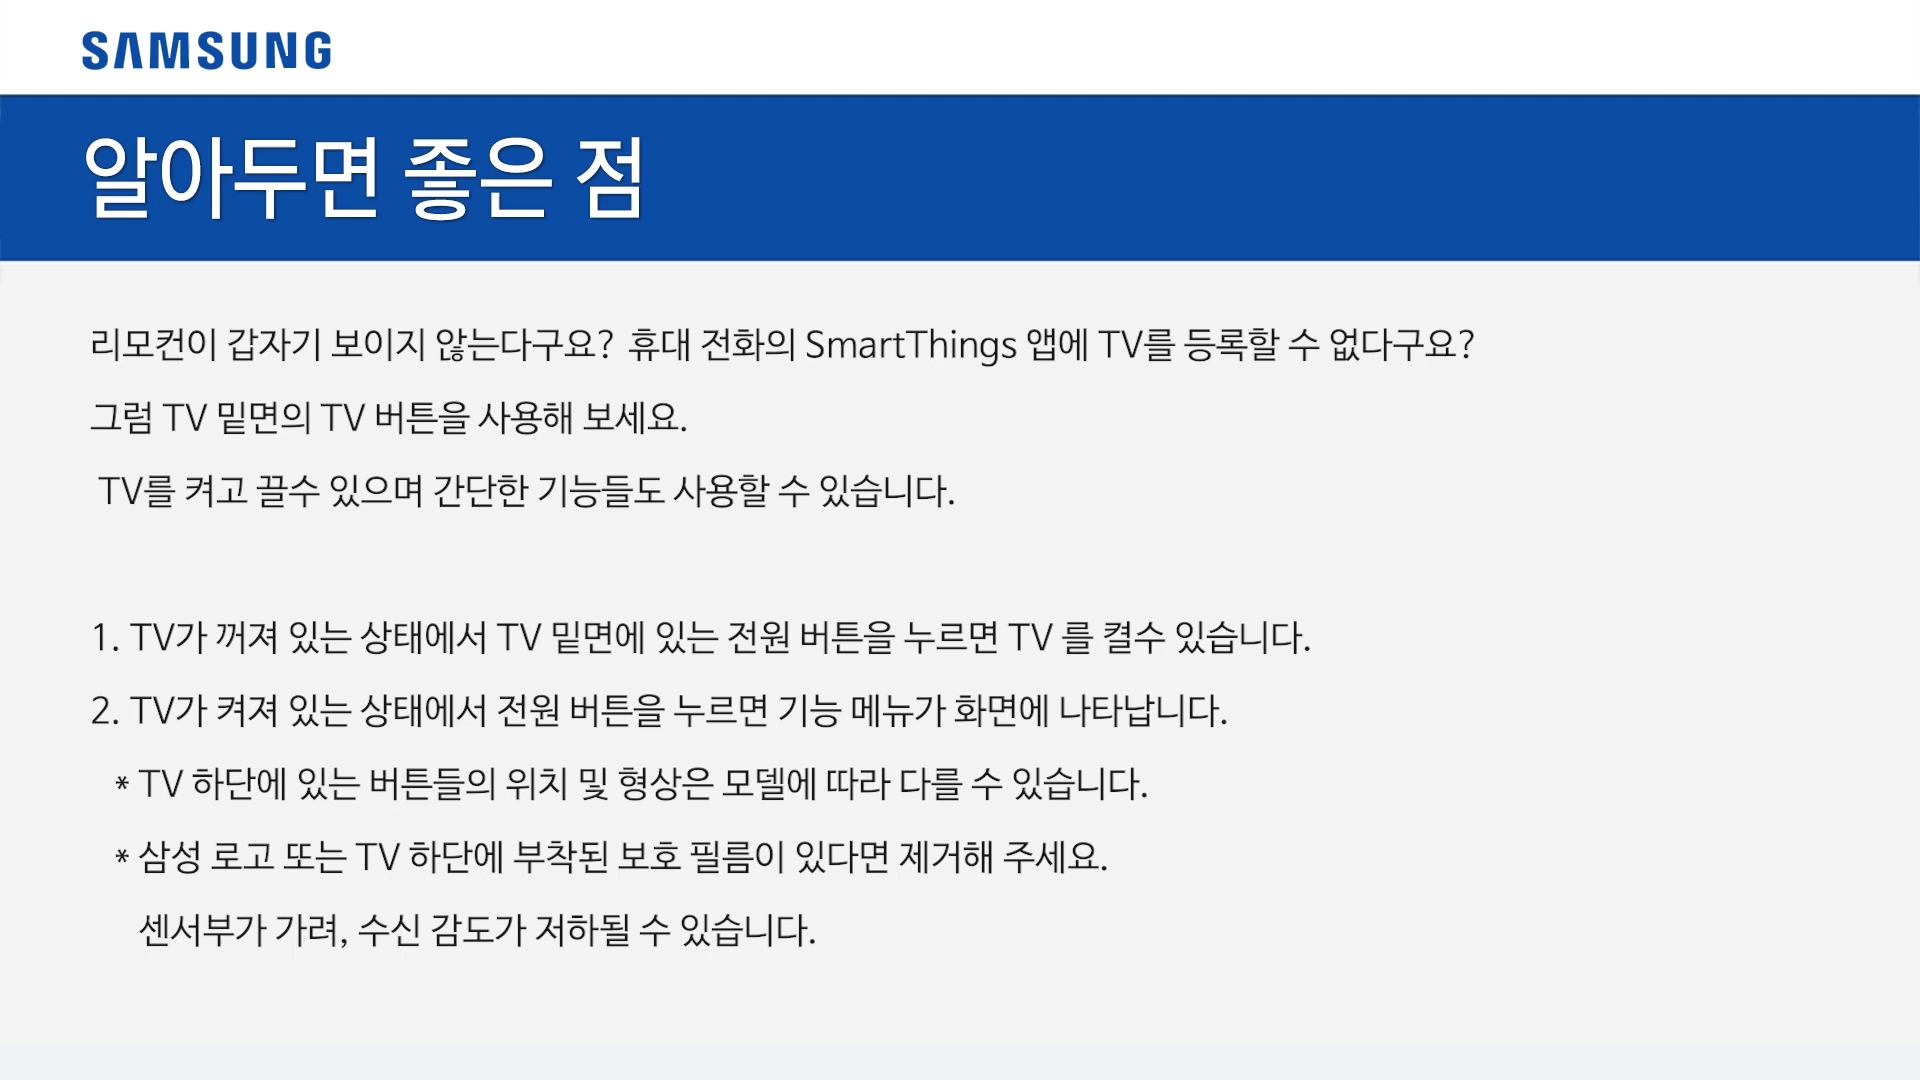 SAMSUNG
알아두면 좋은 점
리모컨이 갑자기 보이지 않는다구요? 휴대 전화의 SmartThings 앱에 TV를 등록할 수 없다구요?
그럼 TV 밑면의 TV 버튼을 사용해 보세요.
TV를 켜고 끌수 있으며 간단한 기능들도 사용할 수 있습니다.
1. TV가 꺼져 있는 상태에서 TV 밑면에 있는 전원 버튼을 누르면 TV 를 켤수 있습니다.
2. TV가 켜져 있는 상태에서 전원 버튼을 누르면 기능 메뉴가 화면에 나타납니다.
* TV 하단에 있는 버튼들의 위치 및 형상은 모델에 따라 다를 수 있습니다.
* 삼성 로고 또는 TV 하단에 부착된 보호 필름이 있다면 제거해 주세요.
센서부가 가려, 수신 감도가 저하될 수 있습니다.